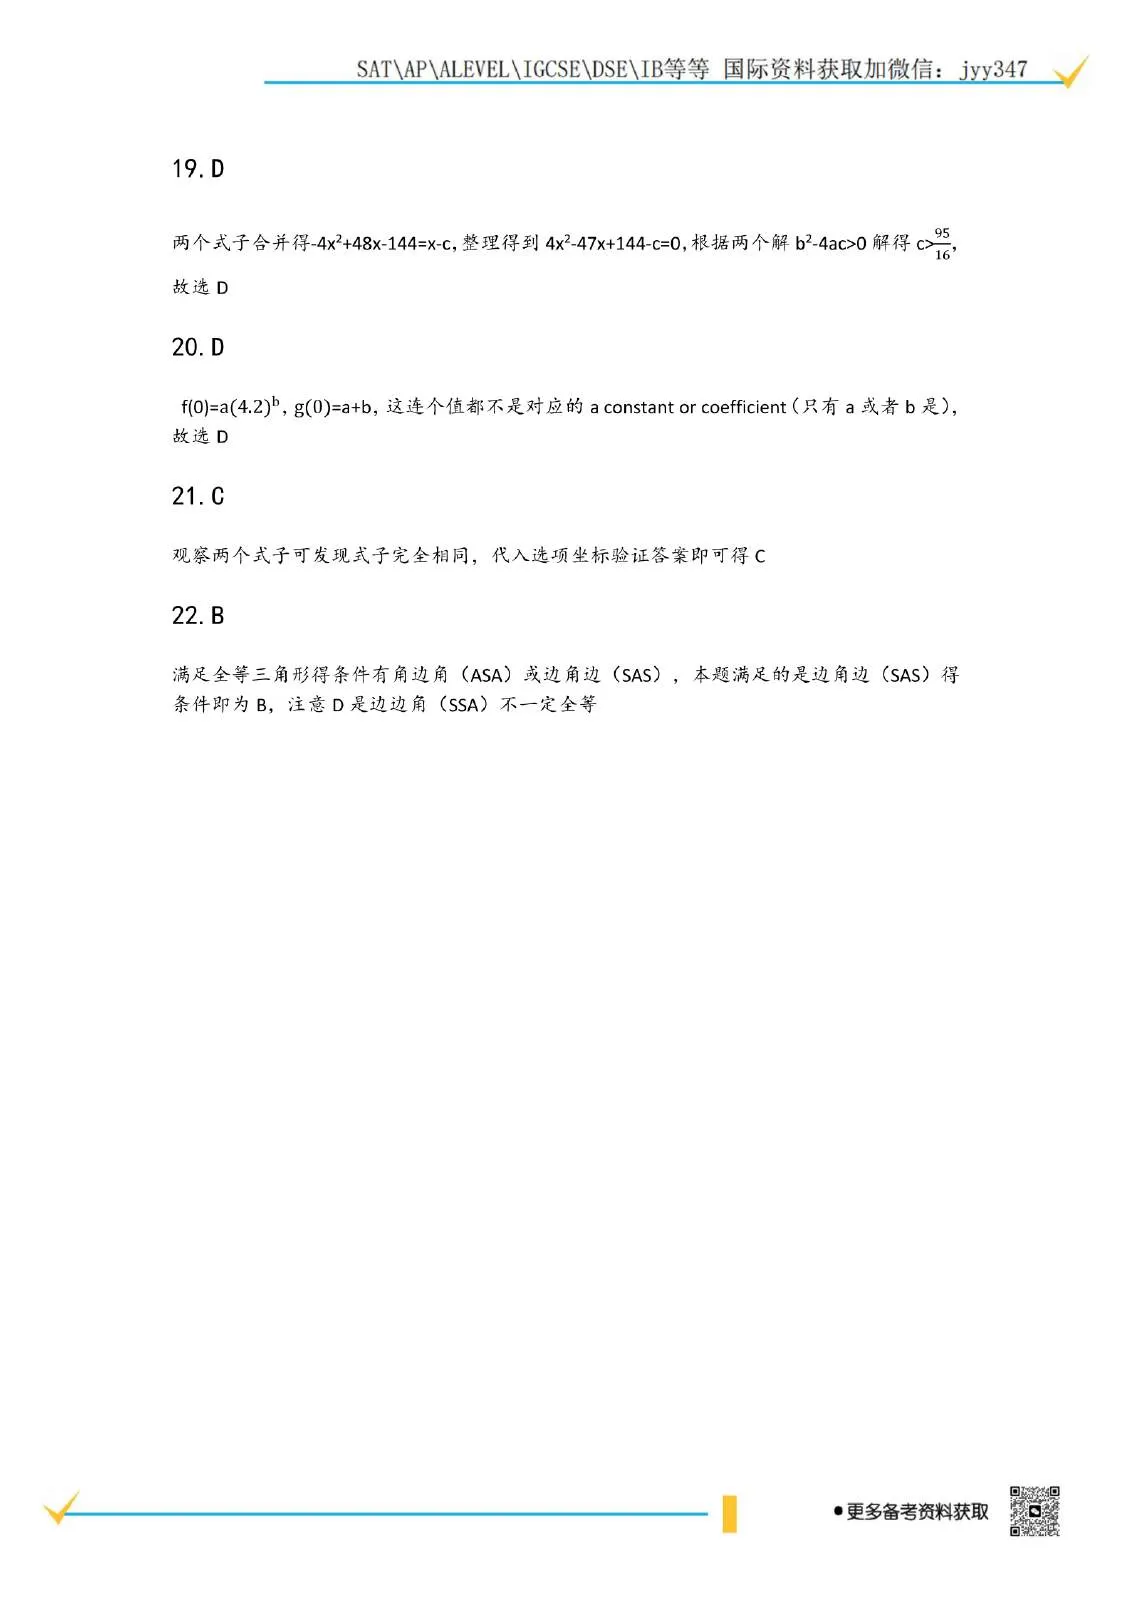 SAT\AP\ALEVEL\IGCSE\DSE\IB等等 国际资料获取加微信：jyy347
19. D
两个式子合并得-4x²+48x-144=x-c,整理得到 4x²-47x+144-c=0,根据两个解 b²-4ac>0 解得 c>95/16,
故选 D
20. D
f(0)=a(4.2)ᵇ, g(0)=a+b, 这连个值都不是对应的 a constant or coefficient（只有 a 或者 b 是），
故选 D
21. C
观察两个式子可发现式子完全相同，代入选项坐标验证答案即可得 C
22. B
满足全等三角形得条件有角边角（ASA）或边角边（SAS），本题满足的是边角边（SAS）得
条件即为 B，注意 D 是边边角（SSA）不一定全等
•更多备考资料获取